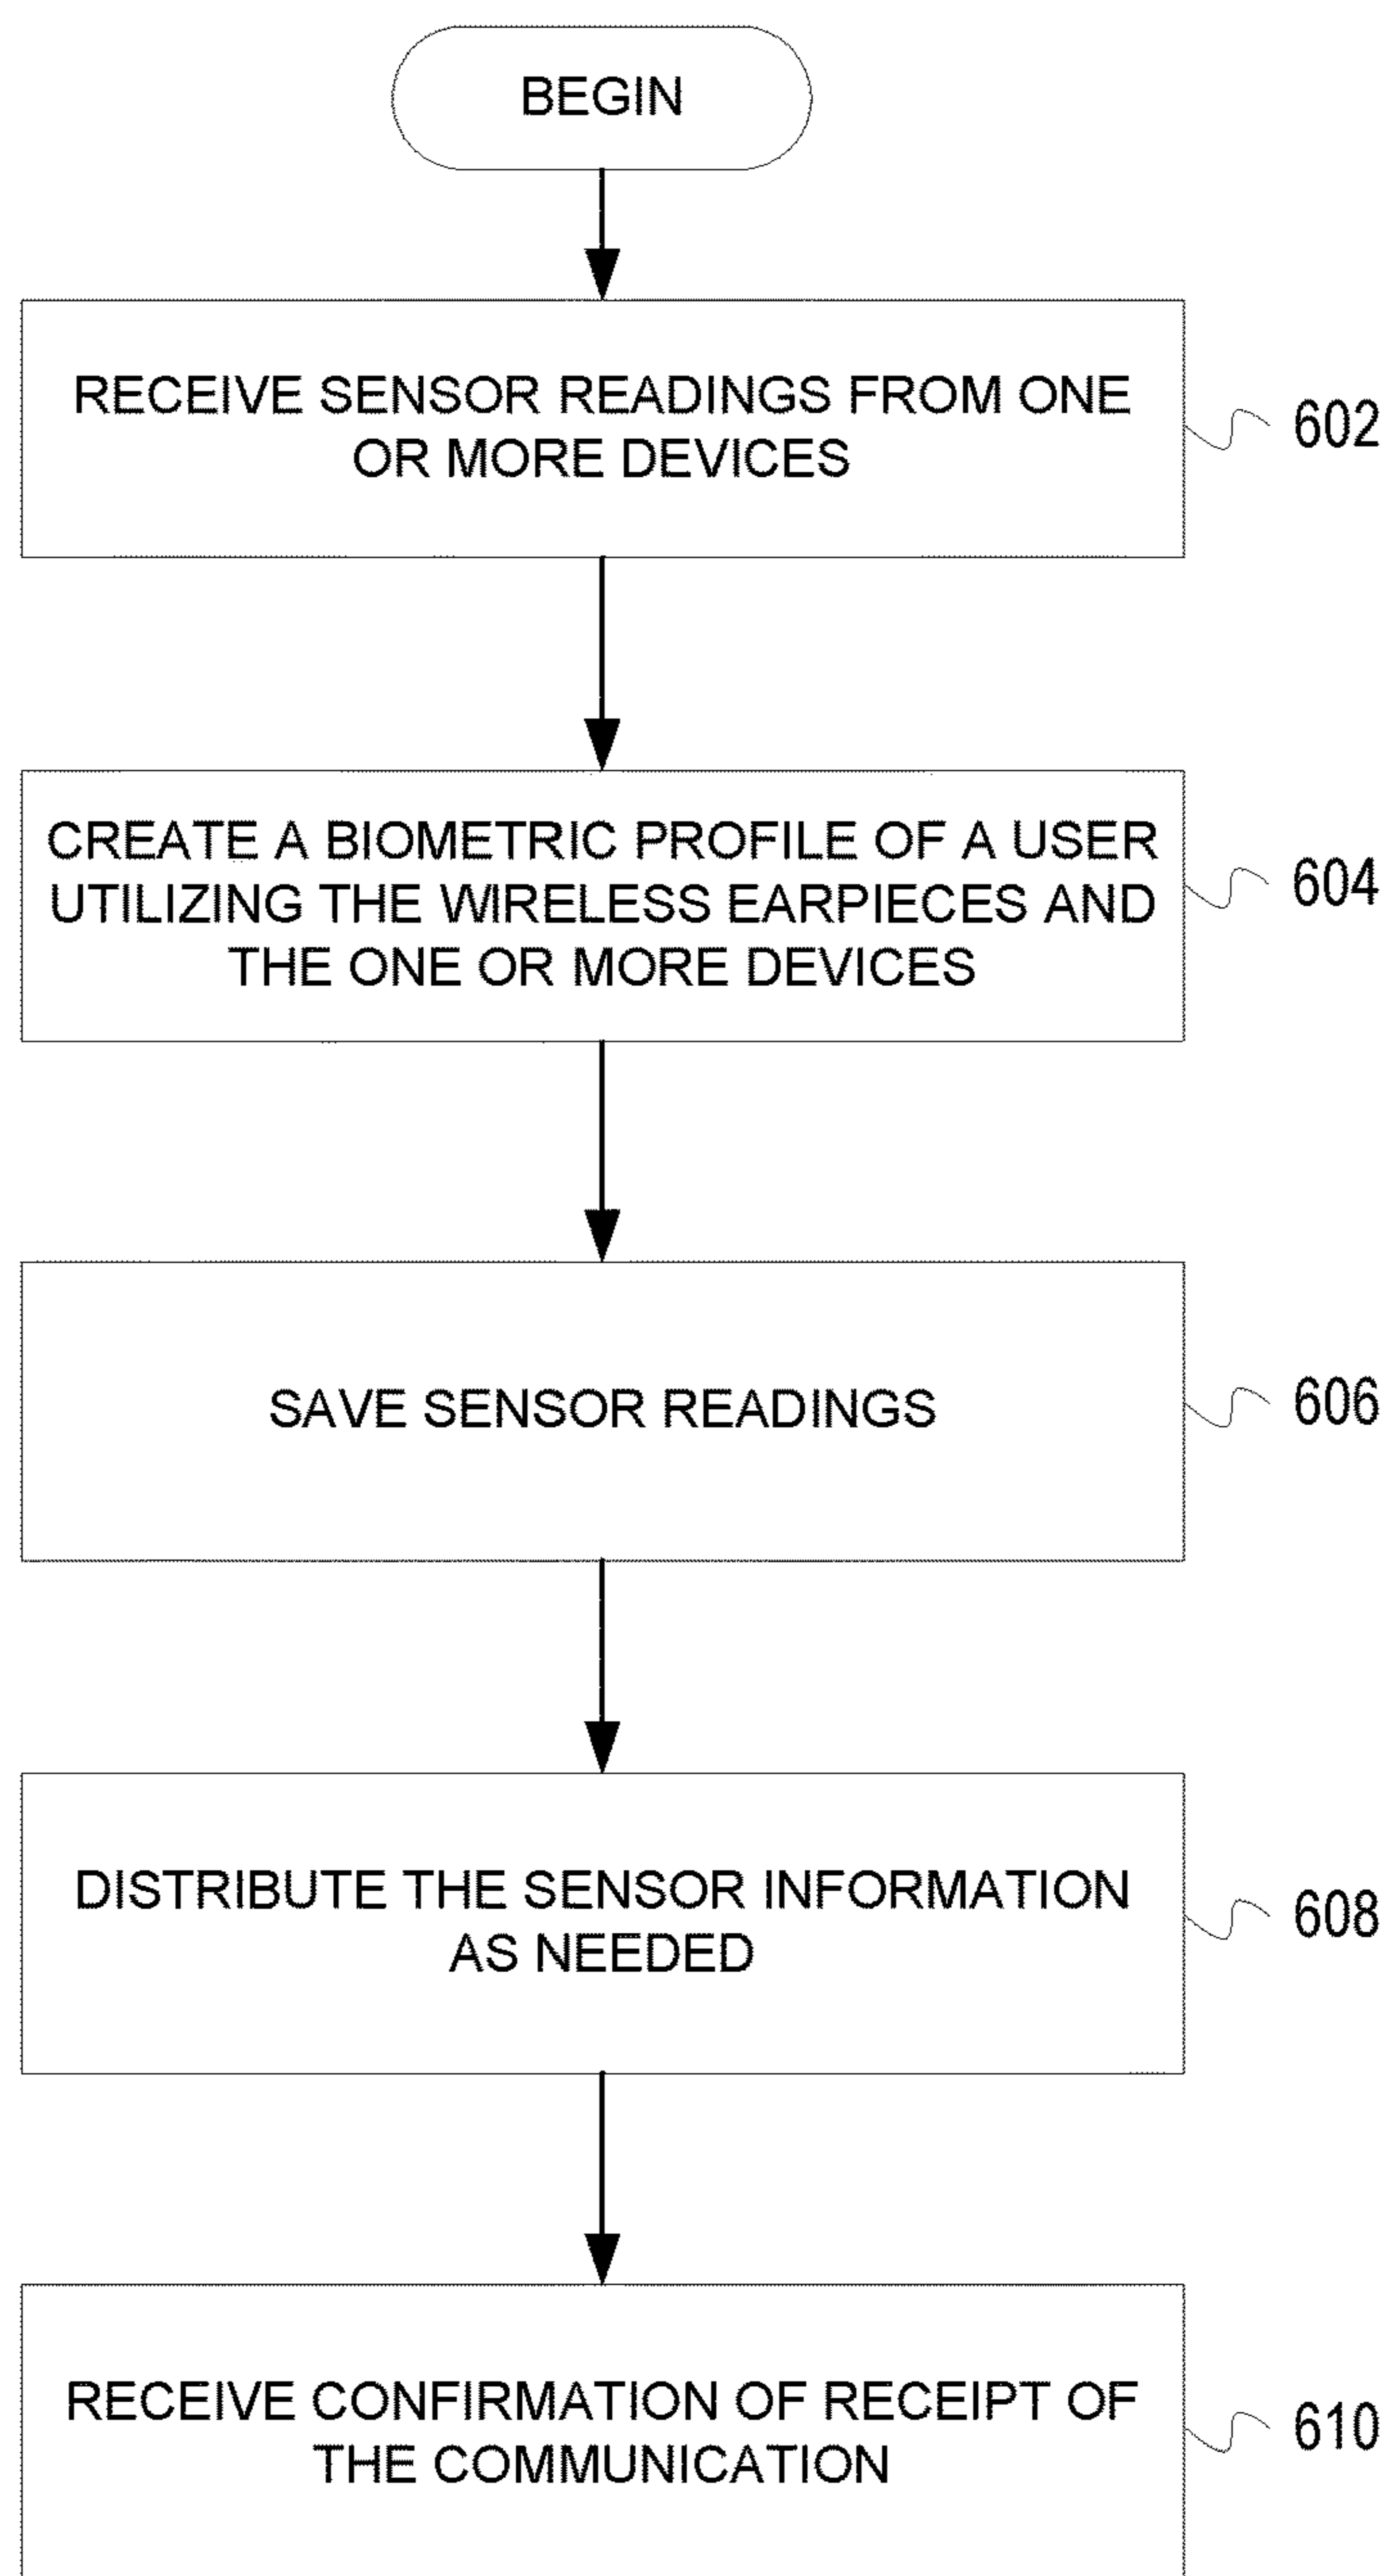 BEGIN
RECEIVE SENSOR READINGS FROM ONE
OR MORE DEVICES
602
CREATE A BIOMETRIC PROFILE OF A USER
UTILIZING THE WIRELESS EARPIECES AND
THE ONE OR MORE DEVICES
604
SAVE SENSOR READINGS
606
DISTRIBUTE THE SENSOR INFORMATION
AS NEEDED
608
RECEIVE CONFIRMATION OF RECEIPT OF
THE COMMUNICATION
610